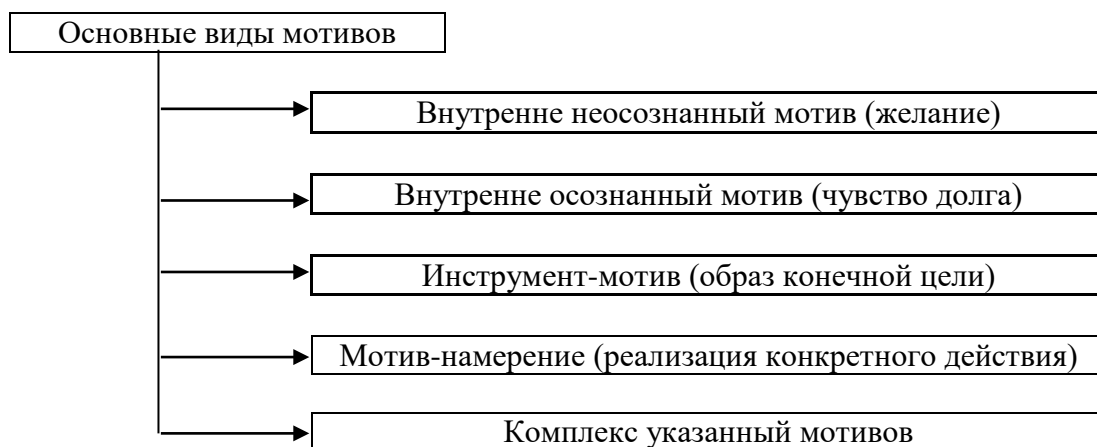 Основные виды мотивов
Внутренне неосознанный мотив (желание)
Внутренне осознанный мотив (чувство долга)
Инструмент-мотив (образ конечной цели)
Мотив-намерение (реализация конкретного действия)
Комплекс указанный мотивов